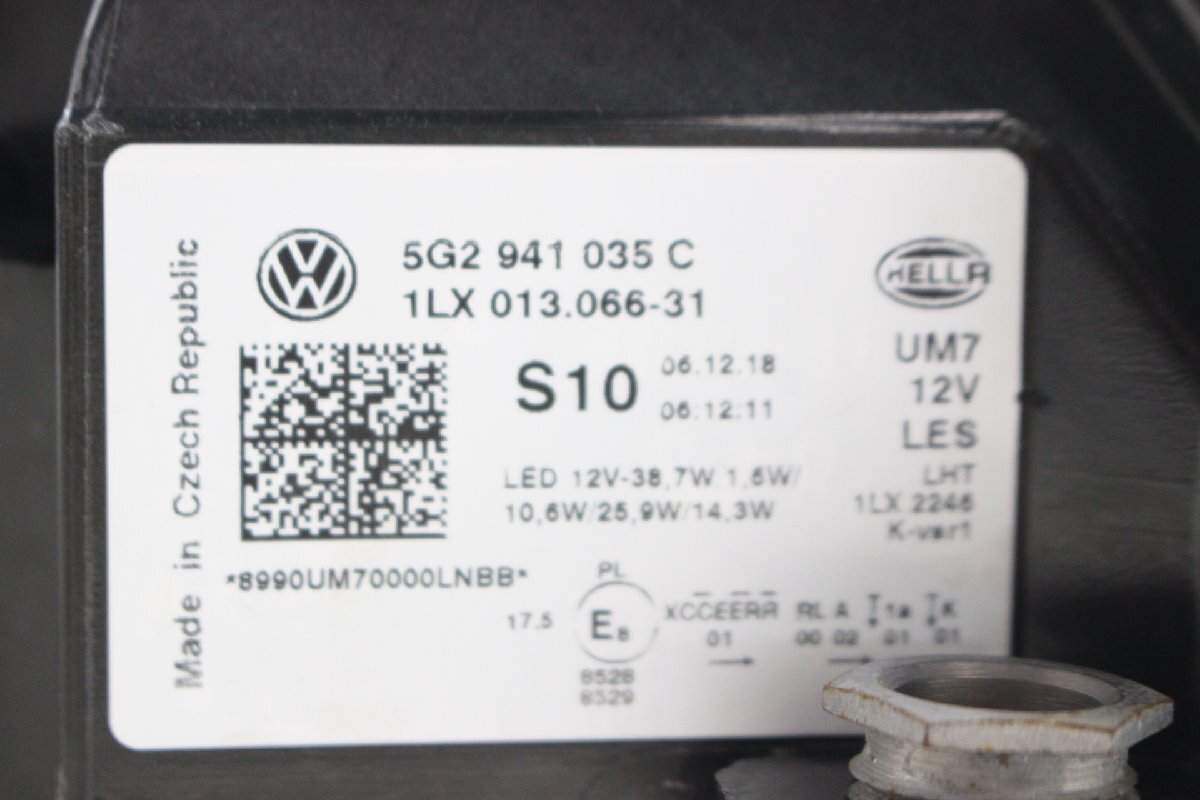 Made in Czech Republic
5G2 941 035 C
1LX 013.066-31
HELLA
S10
06.12.18
06:12:11
UM7
12V
LES
LHT
1LX 2246
K-var1
LED 12V-38,7W/1,6W/
10,6W/25,9W/14,3W
*8990UM70000LNBB*
PL
17,5
E8
8528
8529
XCCEERR RL A 1a K
01 00 02 01 01